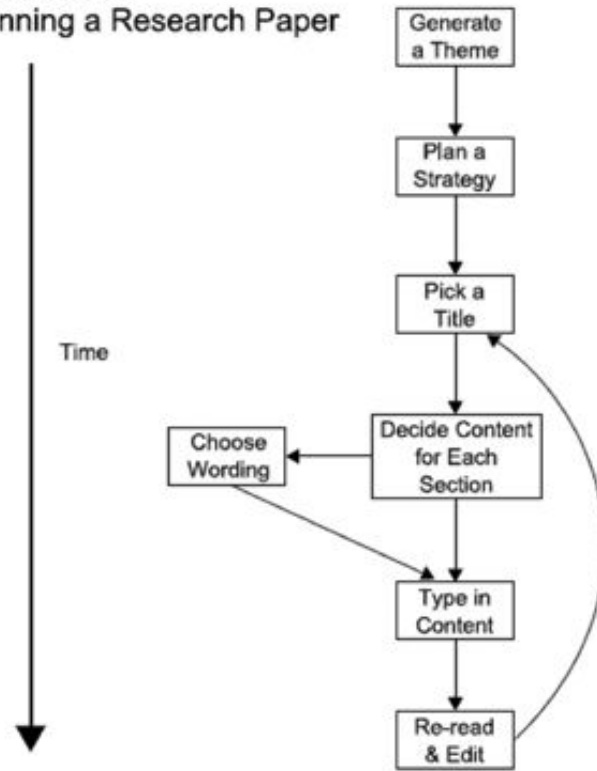 nning a Research Paper
Generate
a Theme
Plan a
Strategy
Pick a
Title
Time
Choose
Wording
Decide Content
for Each
Section
Type in
Content
Re-read
& Edit